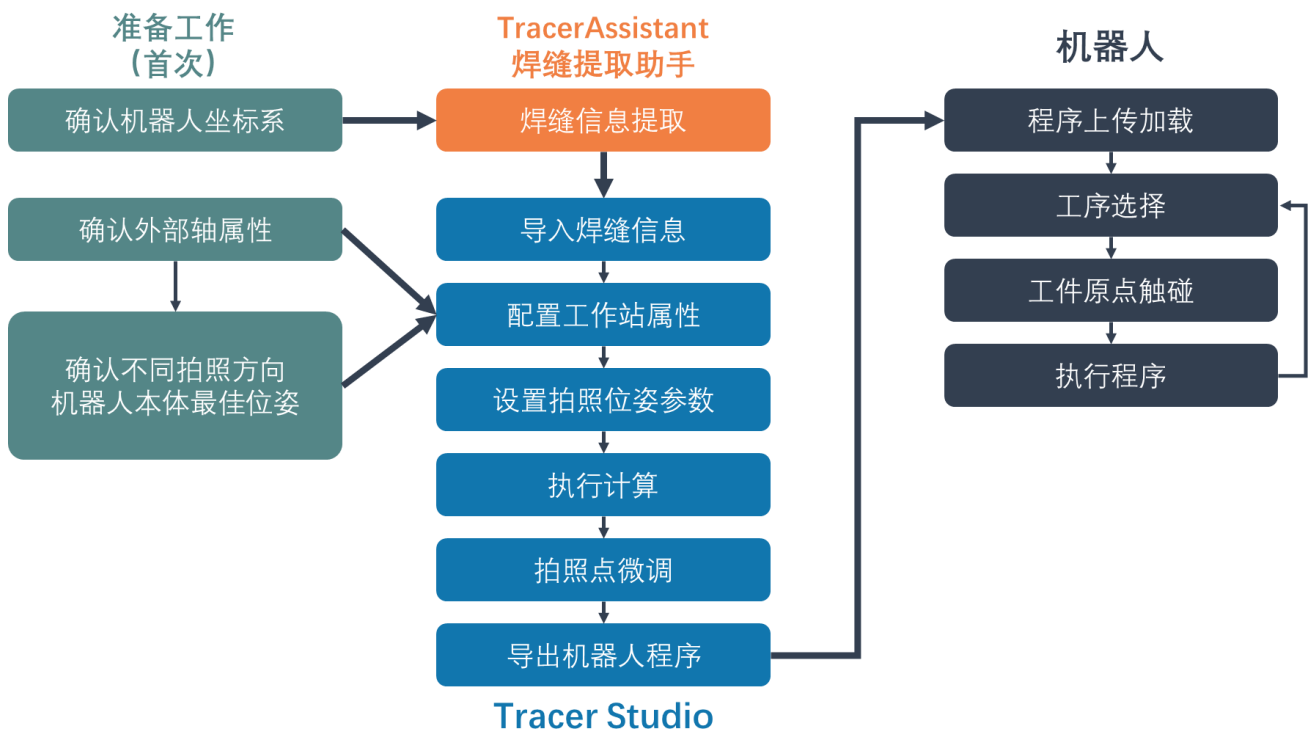 准备工作
(首次)
确认机器人坐标系
确认外部轴属性
确认不同拍照方向
机器人本体最佳位姿
TracerAssistant
焊缝提取助手
焊缝信息提取
导入焊缝信息
配置工作站属性
设置拍照位姿参数
执行计算
拍照点微调
导出机器人程序
Tracer Studio
机器人
程序上传加载
工序选择
工件原点触碰
执行程序